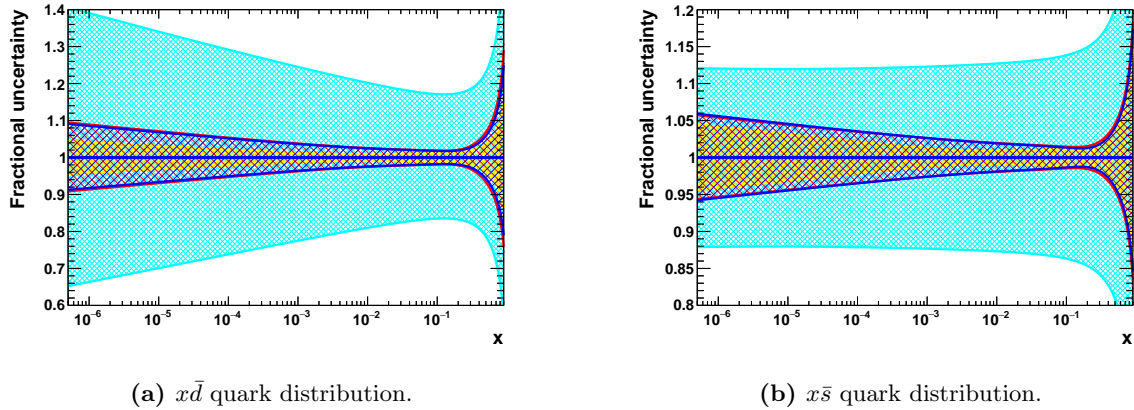 Fractional uncertainty
1.4
1.3
1.2
1.1
1
0.9
0.8
0.7
0.6
10⁻⁶ 10⁻⁵ 10⁻⁴ 10⁻³ 10⁻² 10⁻¹
x
(a) xd̄ quark distribution.
Fractional uncertainty
1.2
1.15
1.1
1.05
1
0.95
0.9
0.85
0.8
10⁻⁶ 10⁻⁵ 10⁻⁴ 10⁻³ 10⁻² 10⁻¹
x
(b) xs̄ quark distribution.